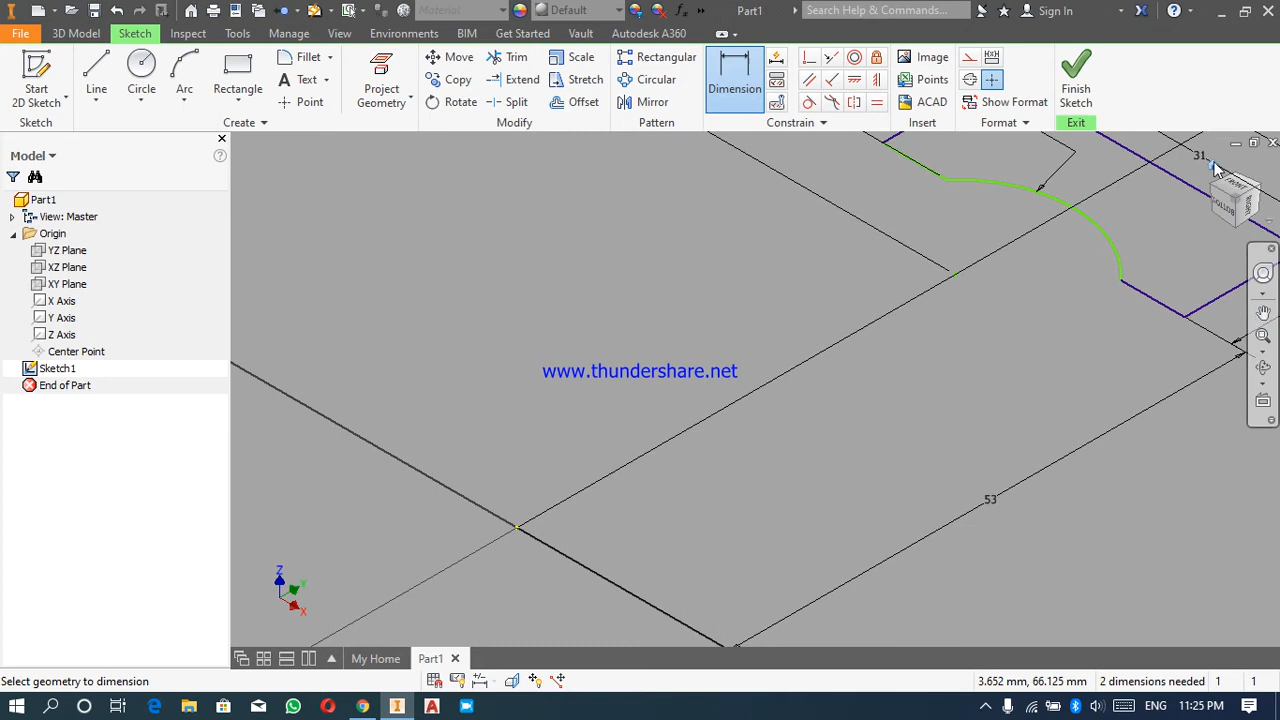 Material
Default
Part1
Search Help & Commands...
Sign In
File
3D Model
Sketch
Inspect
Tools
Manage
View
Environments
BIM
Get Started
Vault
Autodesk A360
Start
2D Sketch
Line
Circle
Arc
Rectangle
Fillet
Text
Point
Project
Geometry
Move
Copy
Rotate
Trim
Extend
Split
Scale
Stretch
Offset
Rectangular
Circular
Mirror
Dimension
Image
Points
ACAD
Show Format
Finish
Sketch
Sketch
Create
Modify
Pattern
Constrain
Insert
Format
Exit
Model
Part1
View: Master
Origin
YZ Plane
XZ Plane
XY Plane
X Axis
Y Axis
Z Axis
Center Point
Sketch1
End of Part
31
FRONT
RIGHT
BOTTOM
www.thundershare.net
53
Z
Y
X
My Home
Part1
Select geometry to dimension
3.652 mm, 66.125 mm
2 dimensions needed
1
1
ENG
11:25 PM